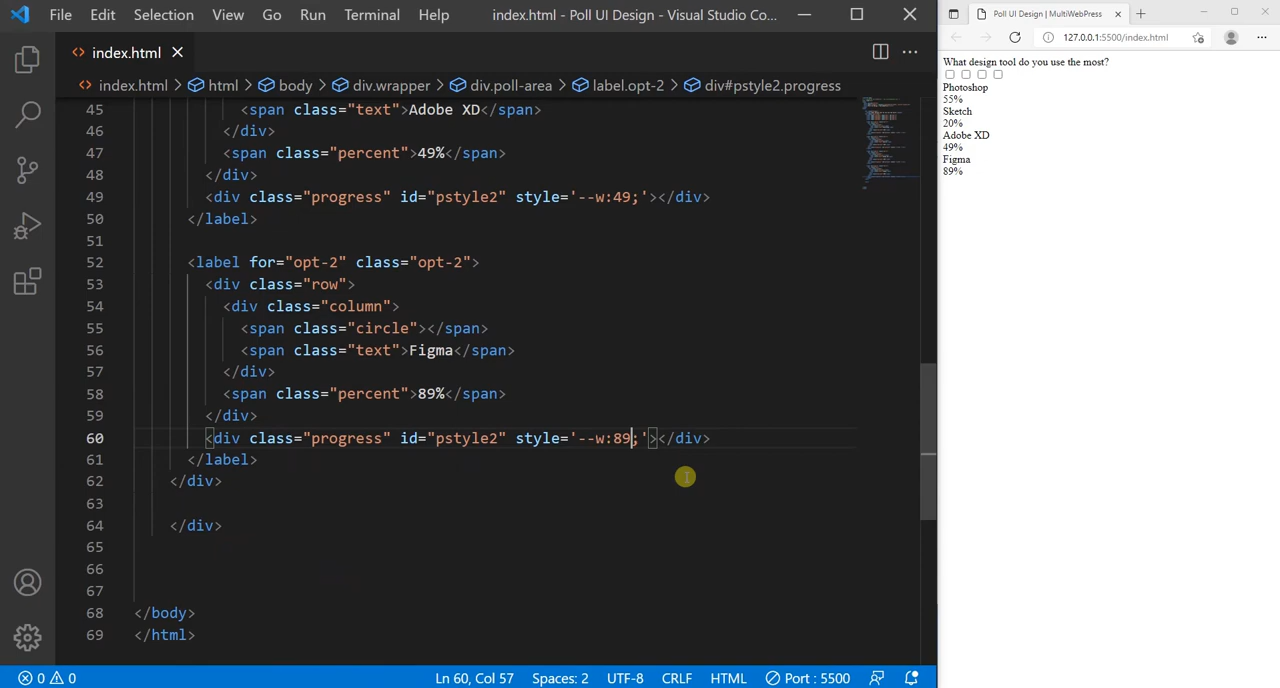 File Edit Selection View Go Run Terminal Help index.html - Poll UI Design - Visual Studio Co...
index.html
index.html > html > body > div.wrapper > div.poll-area > label.opt-2 > div#pstyle2.progress
45 <span class="text">Adobe XD</span>
46 </div>
47 <span class="percent">49%</span>
48 </div>
49 <div class="progress" id="pstyle2" style='--w:49;'></div>
50 </label>
51
52 <label for="opt-2" class="opt-2">
53 <div class="row">
54 <div class="column">
55 <span class="circle"></span>
56 <span class="text">Figma</span>
57 </div>
58 <span class="percent">89%</span>
59 </div>
60 <div class="progress" id="pstyle2" style='--w:89;'></div>
61 </label>
62 </div>
63
64 </div>
65
66
67
68 </body>
69 </html>
0 0 Ln 60, Col 57 Spaces: 2 UTF-8 CRLF HTML Port : 5500
Poll UI Design | MultiWebPress
127.0.0.1:5500/index.html
What design tool do you use the most?
Photoshop
55%
Sketch
20%
Adobe XD
49%
Figma
89%